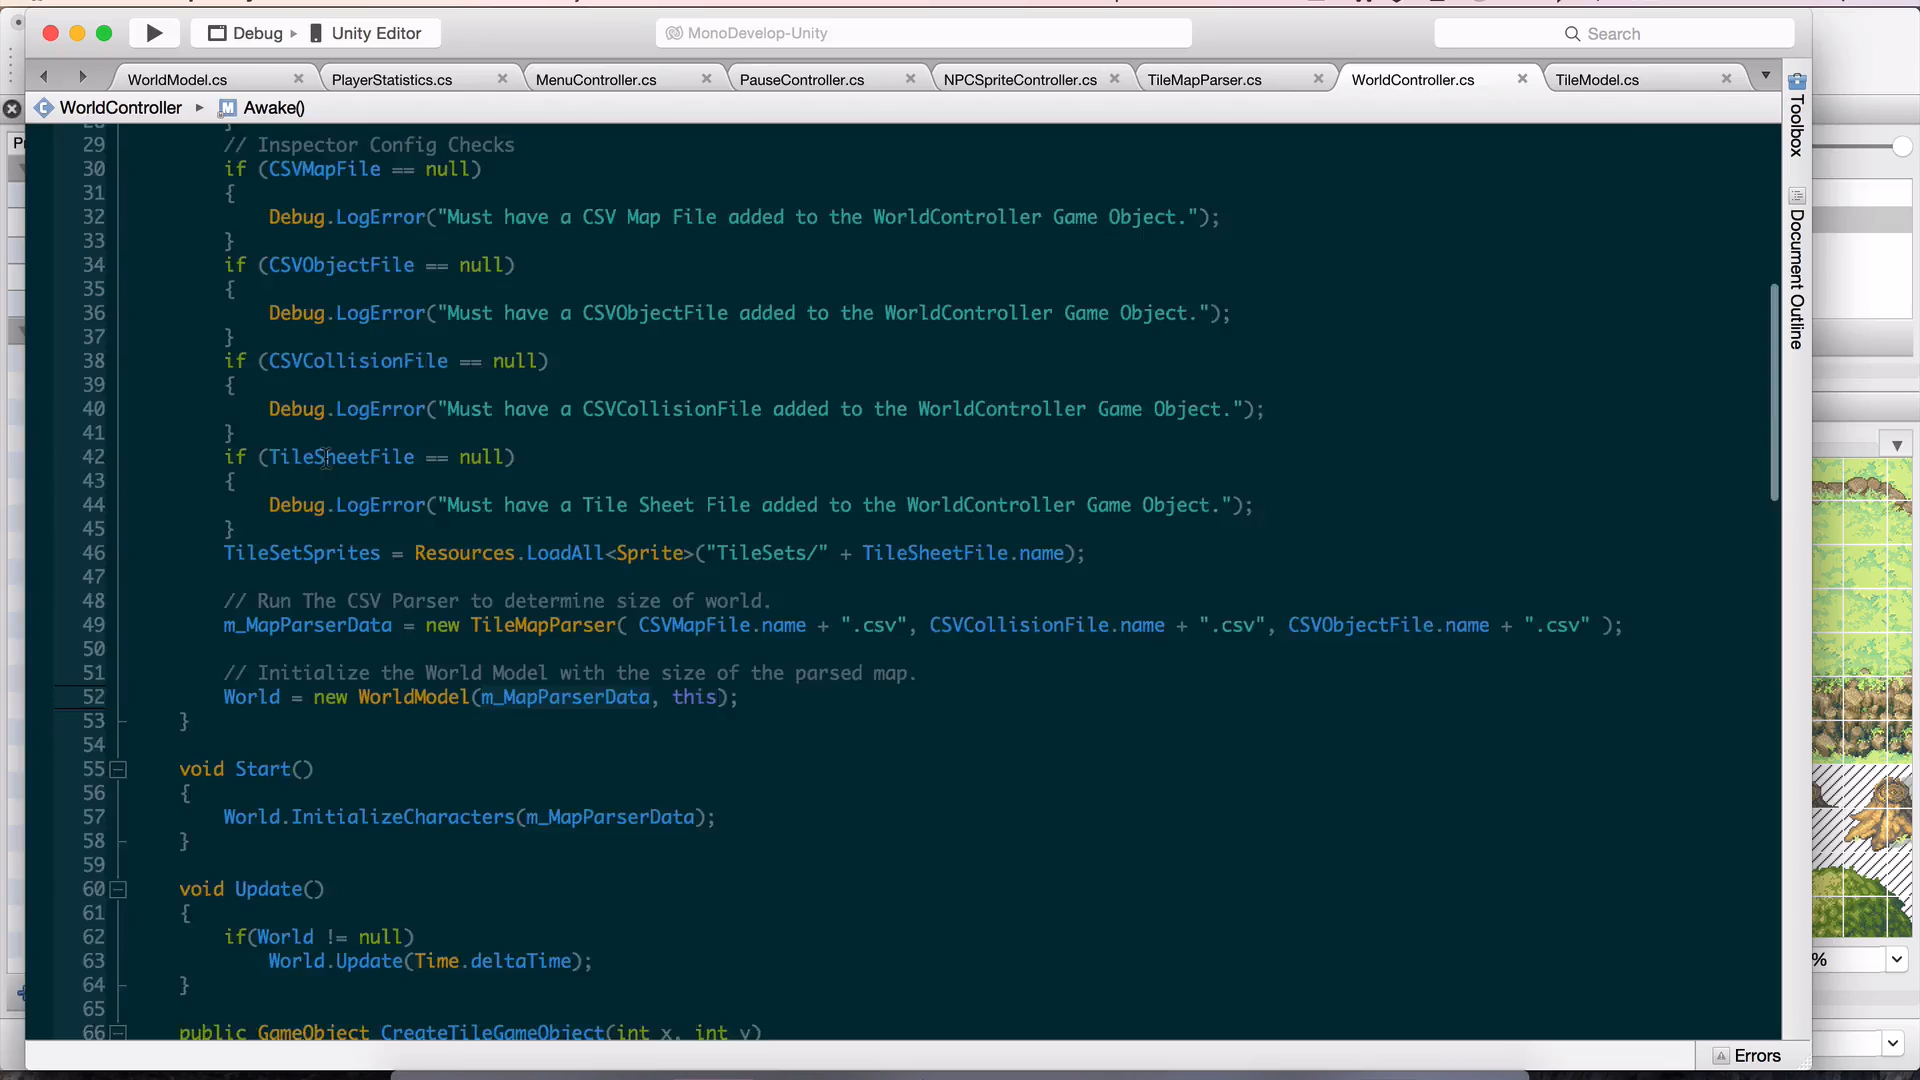 Debug
Unity Editor
MonoDevelop-Unity
Search
WorldModel.cs
PlayerStatistics.cs
MenuController.cs
PauseController.cs
NPCSpriteController.cs
TileMapParser.cs
WorldController.cs
TileModel.cs
WorldController
M
Awake()
Toolbox
Document Outline
29 // Inspector Config Checks
30 if (CSVMapFile == null)
31 {
32 Debug.LogError("Must have a CSV Map File added to the WorldController Game Object.");
33 }
34 if (CSVObjectFile == null)
35 {
36 Debug.LogError("Must have a CSVObjectFile added to the WorldController Game Object.");
37 }
38 if (CSVCollisionFile == null)
39 {
40 Debug.LogError("Must have a CSVCollisionFile added to the WorldController Game Object.");
41 }
42 if (TileSheetFile == null)
43 {
44 Debug.LogError("Must have a Tile Sheet File added to the WorldController Game Object.");
45 }
46 TileSetSprites = Resources.LoadAll<Sprite>("TileSets/" + TileSheetFile.name);
47
48 // Run The CSV Parser to determine size of world.
49 m_MapParserData = new TileMapParser( CSVMapFile.name + ".csv", CSVCollisionFile.name + ".csv", CSVObjectFile.name + ".csv" );
50
51 // Initialize the World Model with the size of the parsed map.
52 World = new WorldModel(m_MapParserData, this);
53 }
54
55 void Start()
56 {
57 World.InitializeCharacters(m_MapParserData);
58 }
59
60 void Update()
61 {
62 if(World != null)
63 World.Update(Time.deltaTime);
64 }
65
66 public GameObject CreateTileGameObject(int x, int y)
%
Errors